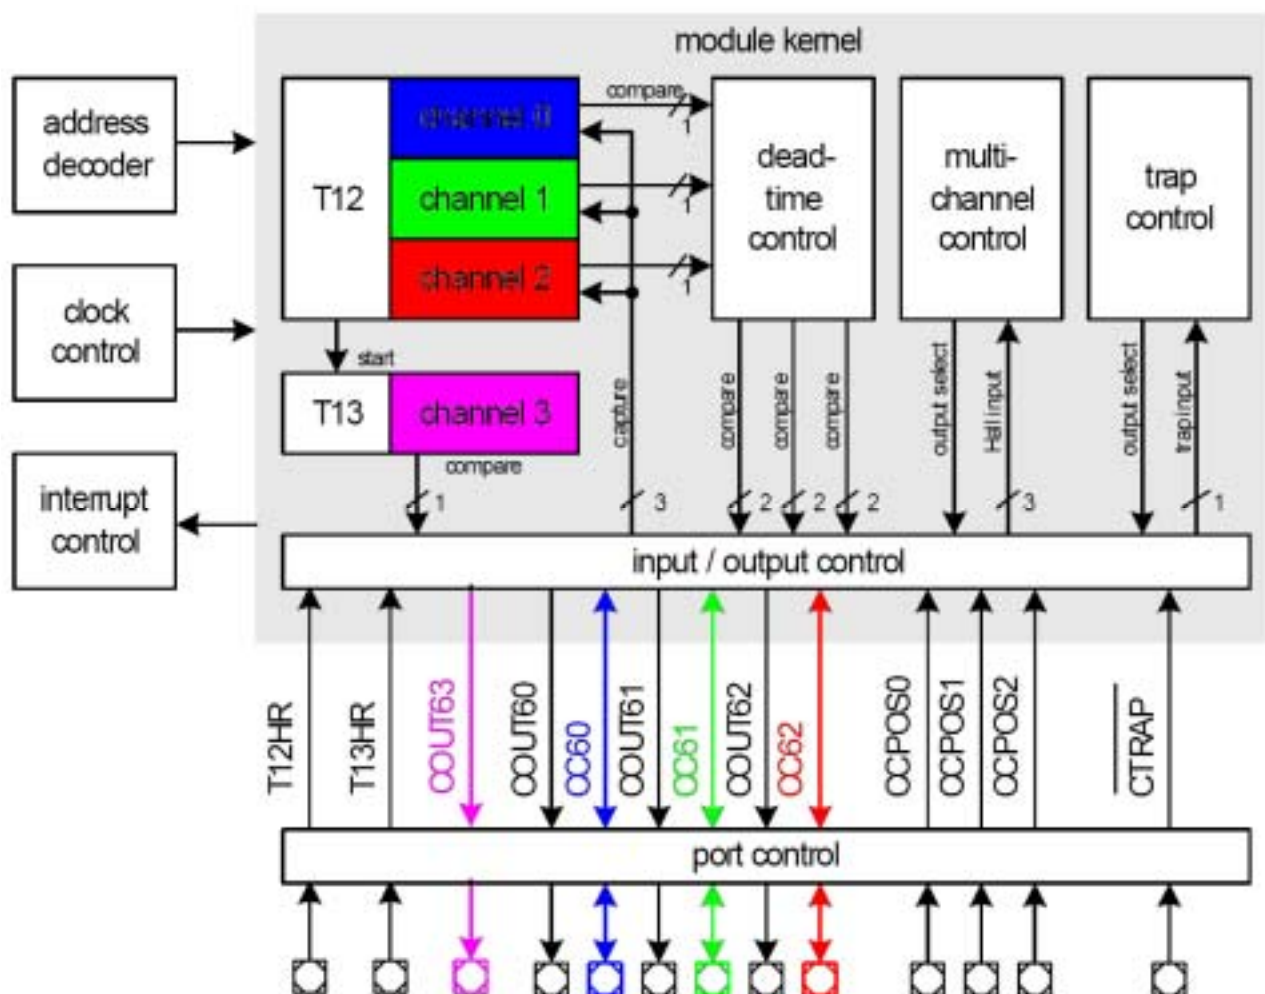 module kernel
address
decoder
clock
control
interrupt
control
T12
channel 0
channel 1
channel 2
compare
1
1
1
dead-
time
control
multi-
channel
control
trap
control
start
T13
channel 3
compare
1
capture
3
compare
2
compare
2
compare
2
output select
Hall input
3
output select
trap input
1
input / output control
T12HR
T13HR
COUT63
COUT60
CC60
COUT61
CC61
COUT62
CC62
CCPOS0
CCPOS1
CCPOS2
CTRAP
port control